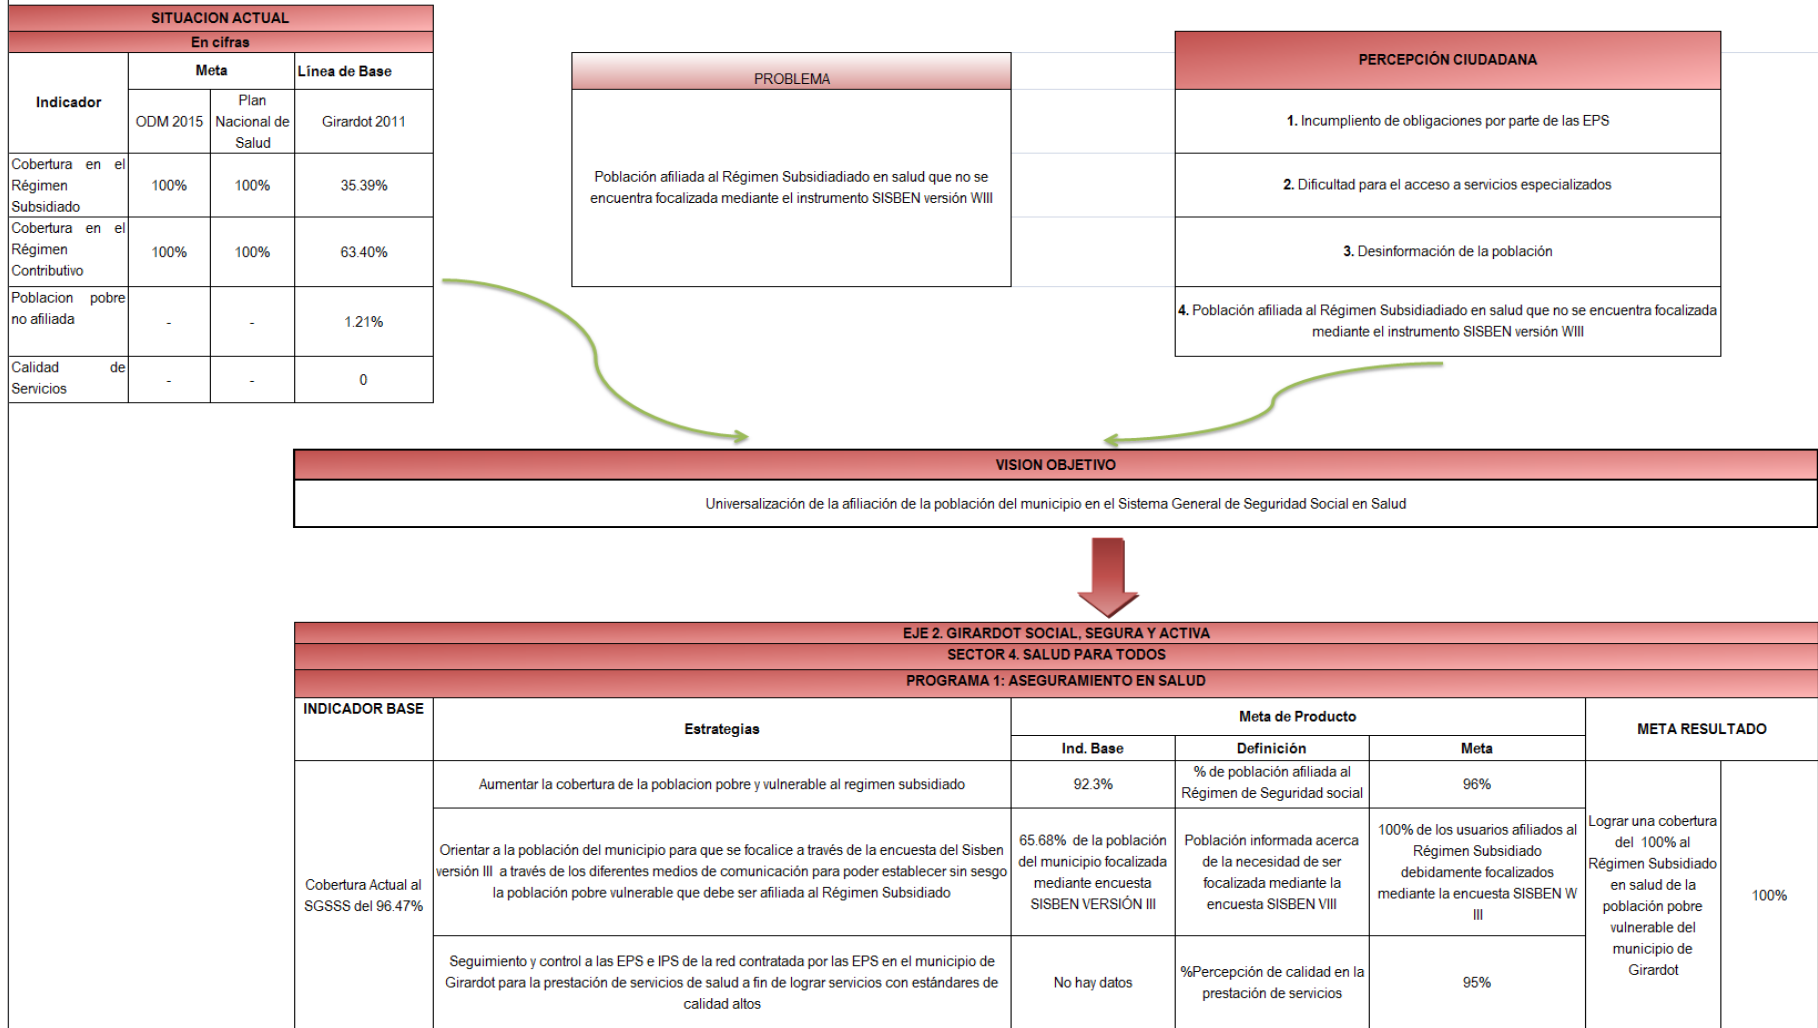 SITUACION ACTUAL
En cifras
Indicador
Meta
Línea de Base
ODM 2015
Plan
Nacional de
Salud
Girardot 2011
Cobertura en el
Régimen
Subsidiado
100%
100%
35.39%
Cobertura en el
Régimen
Contributivo
100%
100%
63.40%
Poblacion pobre
no afiliada
-
-
1.21%
Calidad de
Servicios
-
-
0
PROBLEMA
Población afiliada al Régimen Subsidiadiado en salud que no se
encuentra focalizada mediante el instrumento SISBEN versión WIII
PERCEPCIÓN CIUDADANA
1. Incumpliento de obligaciones por parte de las EPS
2. Dificultad para el acceso a servicios especializados
3. Desinformación de la población
4. Población afiliada al Régimen Subsidiadiado en salud que no se encuentra focalizada
mediante el instrumento SISBEN versión WIII
VISION OBJETIVO
Universalización de la afiliación de la población del municipio en el Sistema General de Seguridad Social en Salud
EJE 2. GIRARDOT SOCIAL, SEGURA Y ACTIVA
SECTOR 4. SALUD PARA TODOS
PROGRAMA 1: ASEGURAMIENTO EN SALUD
INDICADOR BASE
Estrategias
Meta de Producto
META RESULTADO
Ind. Base
Definición
Meta
Cobertura Actual al
SGSSS del 96.47%
Aumentar la cobertura de la poblacion pobre y vulnerable al regimen subsidiado
92.3%
% de población afiliada al
Régimen de Seguridad social
96%
Orientar a la población del municipio para que se focalice a través de la encuesta del Sisben
versión III a través de los diferentes medios de comunicación para poder establecer sin sesgo
la población pobre vulnerable que debe ser afiliada al Régimen Subsidiado
65.68% de la población
del municipio focalizada
mediante encuesta
SISBEN VERSIÓN III
Población informada acerca
de la necesidad de ser
focalizada mediante la
encuesta SISBEN VIII
100% de los usuarios afiliados al
Régimen Subsidiado
debidamente focalizados
mediante la encuesta SISBEN W
III
Seguimiento y control a las EPS e IPS de la red contratada por las EPS en el municipio de
Girardot para la prestación de servicios de salud a fin de lograr servicios con estándares de
calidad altos
No hay datos
%Percepción de calidad en la
prestación de servicios
95%
Lograr una cobertura
del 100% al
Régimen Subsidiado
en salud de la
población pobre
vulnerable del
municipio de
Girardot
100%